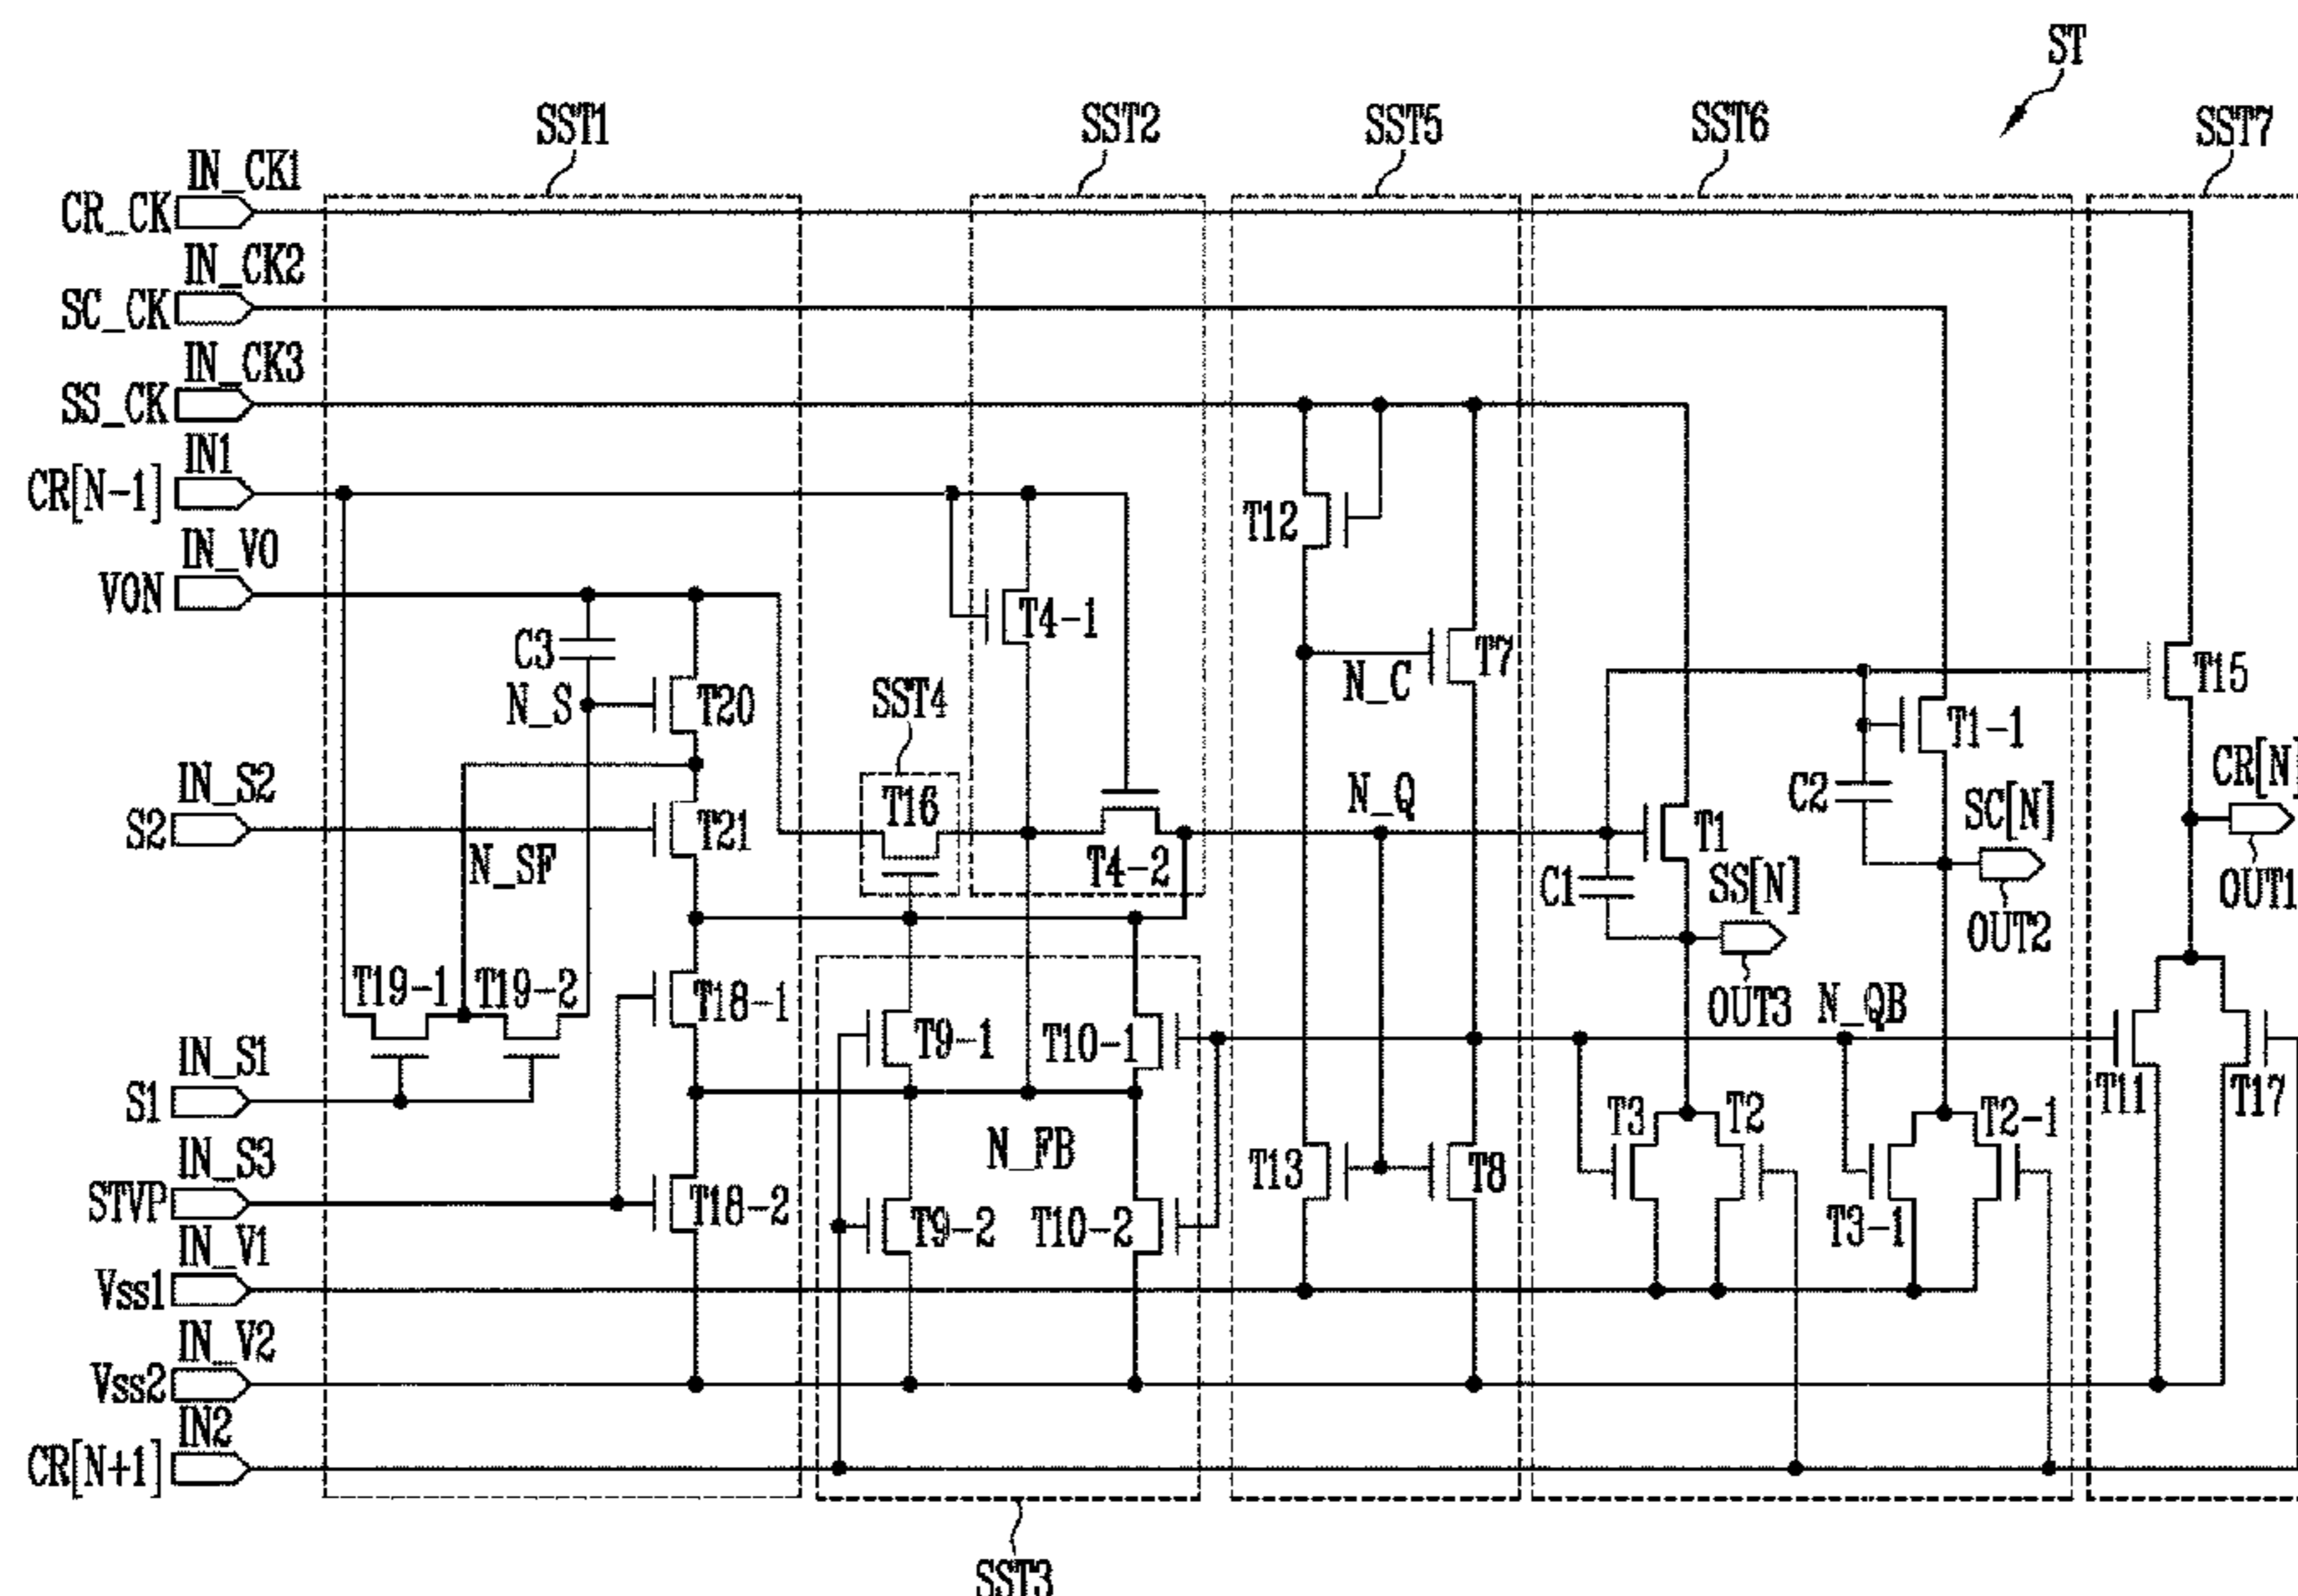 ST
SST1
SST2
SST5
SST6
SST7
IN_CK1
CR_CK
IN_CK2
SC_CK
IN_CK3
SS_CK
IN1
CR[N-1]
IN_V0
VON
T12
T4-1
C3
T7
N_C
T15
N_S
T20
SST4
T1-1
CR[N]
IN_S2
S2
T21
T16
N_Q
C2
SC[N]
T1
N_SF
T4-2
C1
SS[N]
OUT1
OUT2
T19-1
T19-2
T18-1
OUT3
N_QB
T9-1
T10-1
IN_S1
S1
T11
T17
T3
T2
T2-1
N_FB
IN_S3
STVP
T18-2
T13
T8
T9-2
T10-2
T3-1
IN_V1
Vss1
IN_V2
Vss2
IN2
CR[N+1]
SST3